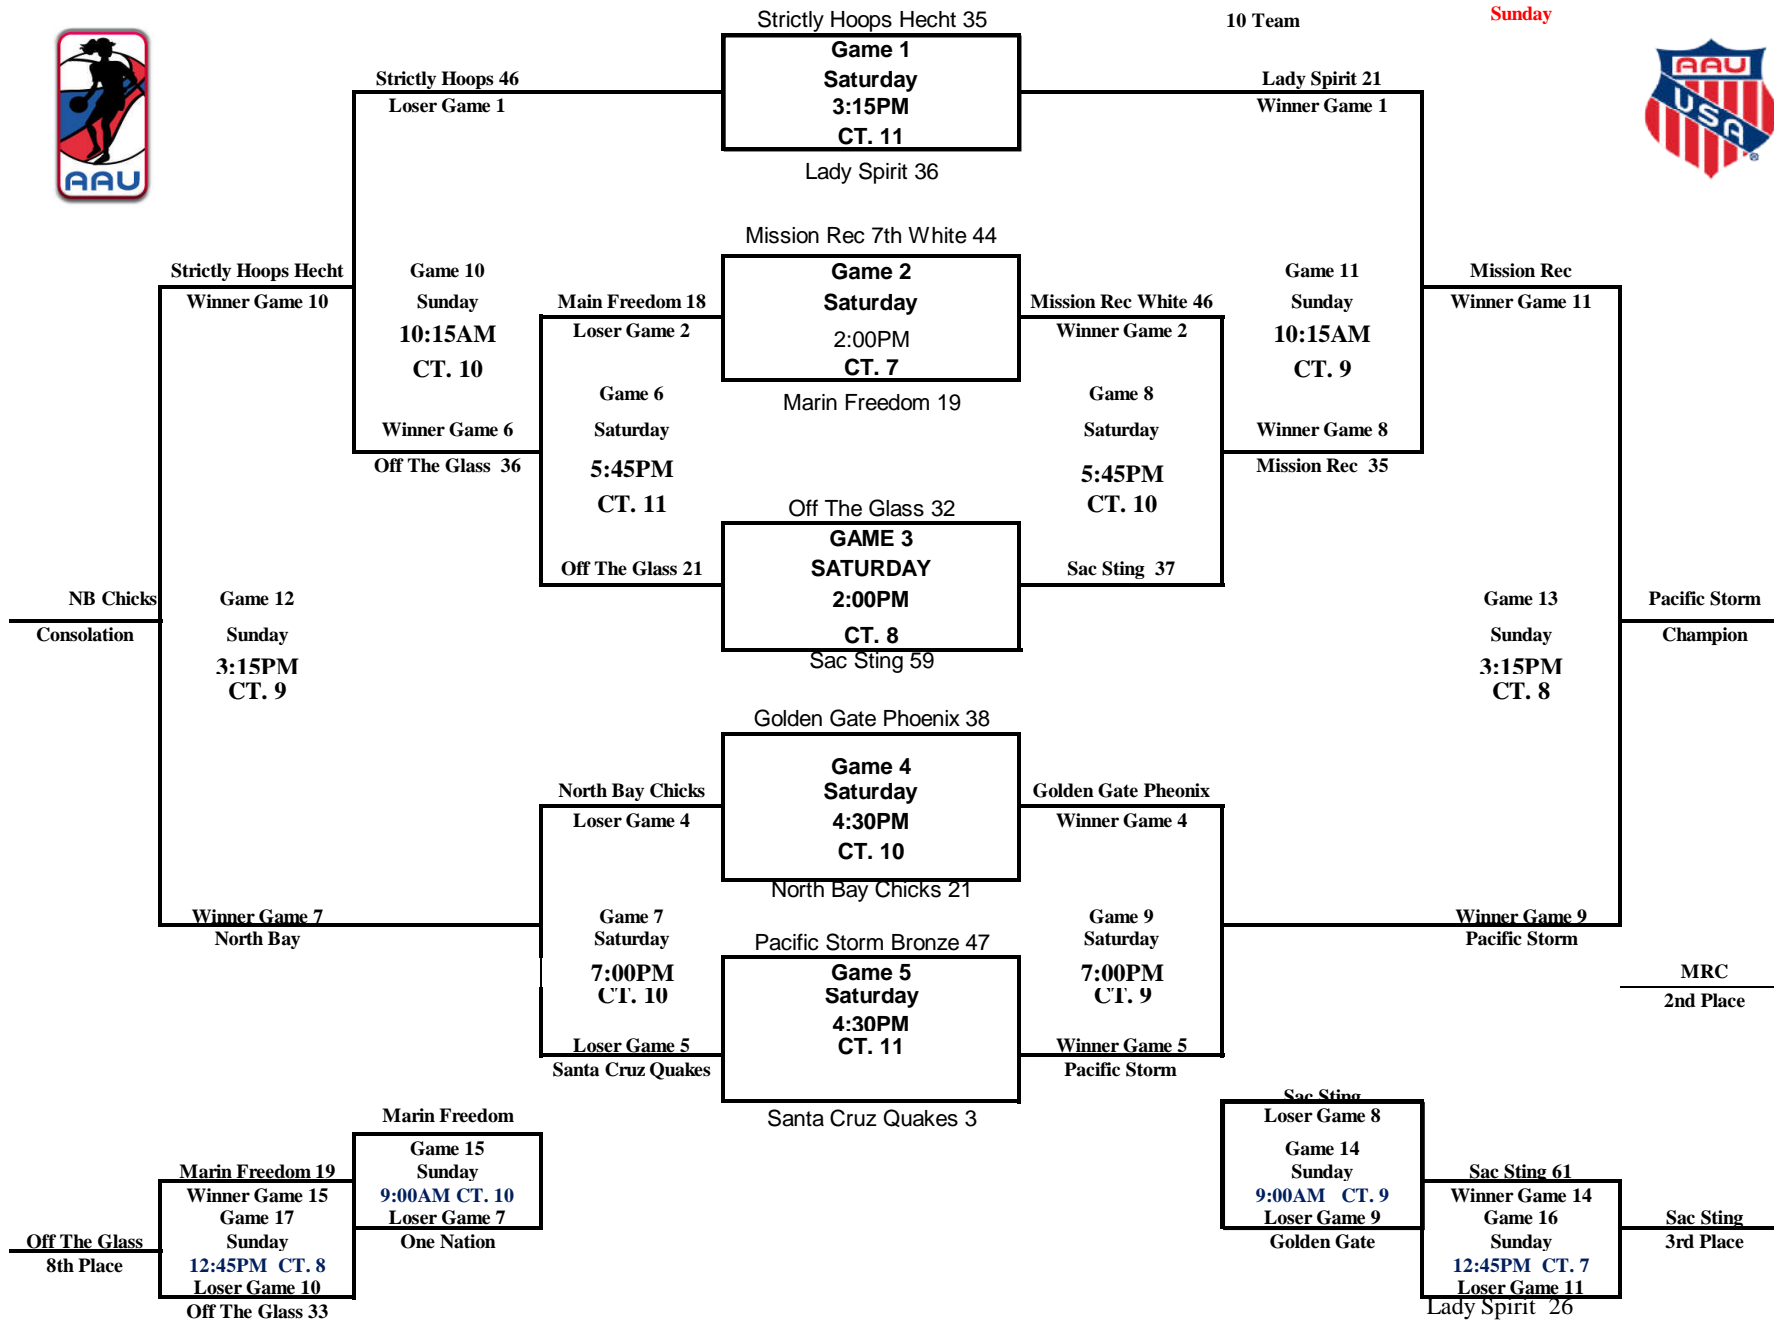 Strictly Hoops Hecht 35
10 Team
Sunday
Game 1
Saturday
3:15PM
CT. 11
Strictly Hoops 46
Loser Game 1
Lady Spirit 21
Winner Game 1
AAU
AAU
USA
®
Lady Spirit 36
Mission Rec 7th White 44
Strictly Hoops Hecht
Winner Game 10
Game 10
Sunday
10:15AM
CT. 10
Main Freedom 18
Loser Game 2
Game 2
Saturday
2:00PM
CT. 7
Mission Rec White 46
Winner Game 2
Game 11
Sunday
10:15AM
CT. 9
Mission Rec
Winner Game 11
Marin Freedom 19
Winner Game 6
Off The Glass 36
Game 6
Saturday
5:45PM
CT. 11
Game 8
Saturday
5:45PM
CT. 10
Winner Game 8
Mission Rec 35
Off The Glass 32
GAME 3
SATURDAY
2:00PM
CT. 8
Off The Glass 21
Sac Sting 37
Sac Sting 59
NB Chicks
Consolation
Game 12
Sunday
3:15PM
CT. 9
Game 13
Sunday
3:15PM
CT. 8
Pacific Storm
Champion
Golden Gate Phoenix 38
Game 4
Saturday
4:30PM
CT. 10
North Bay Chicks
Loser Game 4
Golden Gate Pheonix
Winner Game 4
North Bay Chicks 21
Winner Game 7
North Bay
Game 7
Saturday
7:00PM
CT. 10
Pacific Storm Bronze 47
Game 5
Saturday
4:30PM
CT. 11
Game 9
Saturday
7:00PM
CT. 9
Winner Game 9
Pacific Storm
MRC
2nd Place
Loser Game 5
Santa Cruz Quakes
Winner Game 5
Pacific Storm
Santa Cruz Quakes 3
Marin Freedom
Game 15
Sunday
9:00AM CT. 10
Loser Game 7
One Nation
Marin Freedom 19
Winner Game 15
Game 17
Sunday
12:45PM CT. 8
Loser Game 10
Off The Glass 33
Off The Glass
8th Place
Sac Sting
Loser Game 8
Game 14
Sunday
9:00AM CT. 9
Loser Game 9
Golden Gate
Sac Sting 61
Winner Game 14
Game 16
Sunday
12:45PM CT. 7
Loser Game 11
Lady Spirit 26
Sac Sting
3rd Place